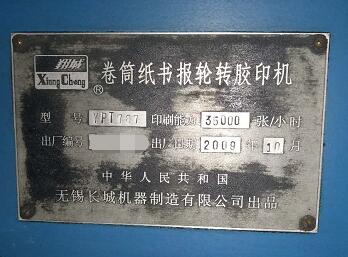 翔城
Xiang Cheng ®
卷筒纸书报轮转胶印机
型 号 YPT787 印刷能力 35000 张/小时
出厂编号 出厂日期 2009 年 10 月
中华人民共和国
无锡长城机器制造有限公司出品